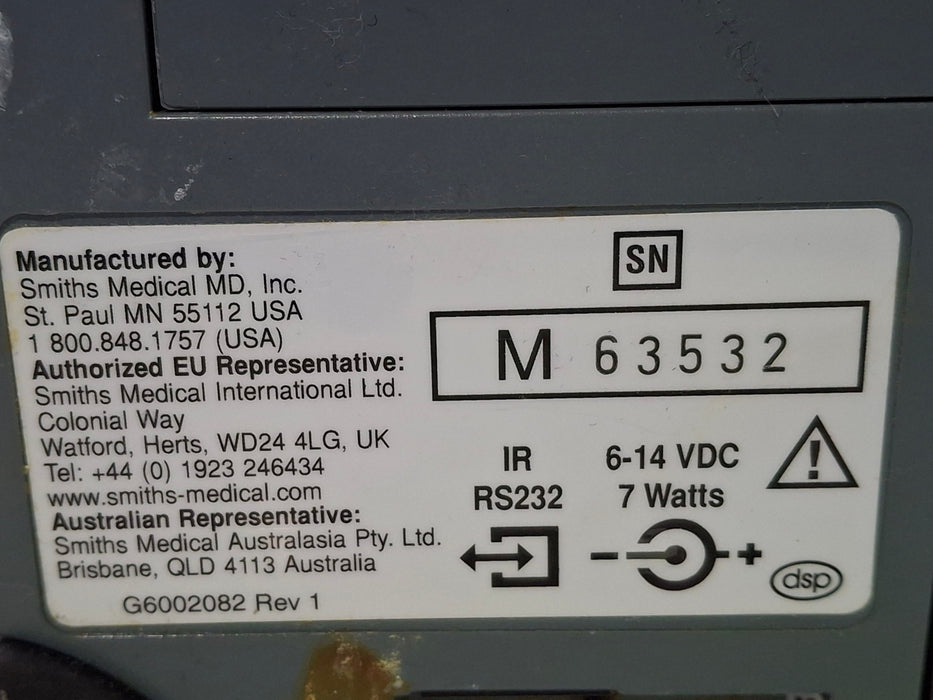 Manufactured by:
Smiths Medical MD, Inc.
St. Paul MN 55112 USA
1 800.848.1757 (USA)
Authorized EU Representative:
Smiths Medical International Ltd.
Colonial Way
Watford, Herts, WD24 4LG, UK
Tel: +44 (0) 1923 246434
www.smiths-medical.com
Australian Representative:
Smiths Medical Australasia Pty. Ltd.
Brisbane, QLD 4113 Australia
G6002082 Rev 1
SN
M 63532
IR
RS232
6-14 VDC
7 Watts
- +
!
dsp